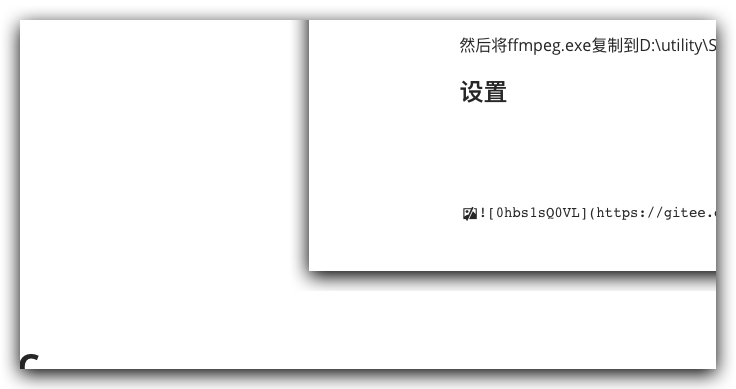 然后将ffmpeg.exe复制到D:\utility\S
设置
![0hbs1sQ0VL](https://gitee.